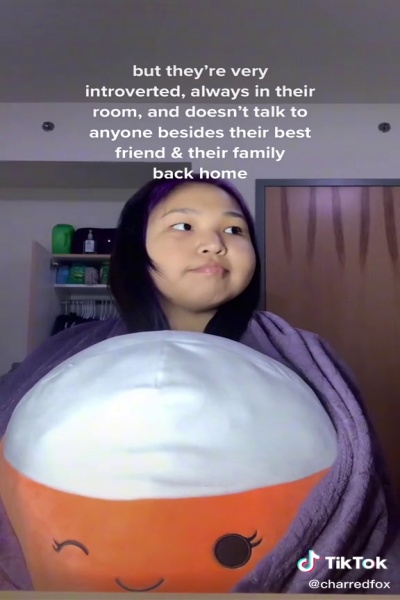 but they're very
introverted, always in their
room, and doesn't talk to
anyone besides their best
friend & their family
back home
TikTok
@charredfox